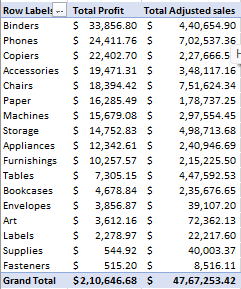 Row Labels Total Profit Total Adjusted sales
Binders $ 33,856.80 $ 4,40,654.90
Phones $ 24,411.76 $ 7,02,537.36
Copiers $ 22,402.70 $ 2,27,666.5
Accessories $ 19,471.31 $ 3,48,117.16
Chairs $ 18,394.42 $ 7,51,624.34
Paper $ 16,285.49 $ 1,78,737.25
Machines $ 15,679.08 $ 2,97,554.45
Storage $ 14,752.83 $ 4,98,713.68
Appliances $ 12,342.61 $ 2,40,946.69
Furnishings $ 10,257.57 $ 2,15,225.50
Tables $ 7,305.15 $ 4,47,592.53
Bookcases $ 4,678.84 $ 2,35,676.65
Envelopes $ 3,856.87 $ 39,107.20
Art $ 3,612.16 $ 72,362.13
Labels $ 2,278.97 $ 22,217.60
Supplies $ 544.92 $ 40,003.37
Fasteners $ 515.20 $ 8,516.11
Grand Total $2,10,646.68 $ 47,67,253.42